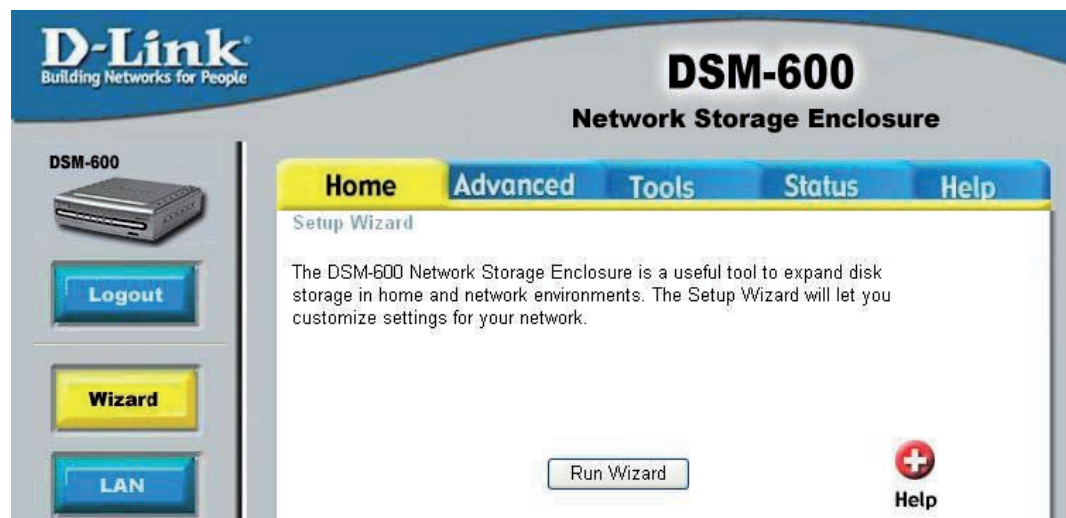 D-Link
Building Networks for People
DSM-600
Network Storage Enclosure
DSM-600
Home
Advanced
Tools
Status
Help
Setup Wizard
The DSM-600 Network Storage Enclosure is a useful tool to expand disk
storage in home and network environments. The Setup Wizard will let you
customize settings for your network.
Logout
Wizard
LAN
Run Wizard
Help